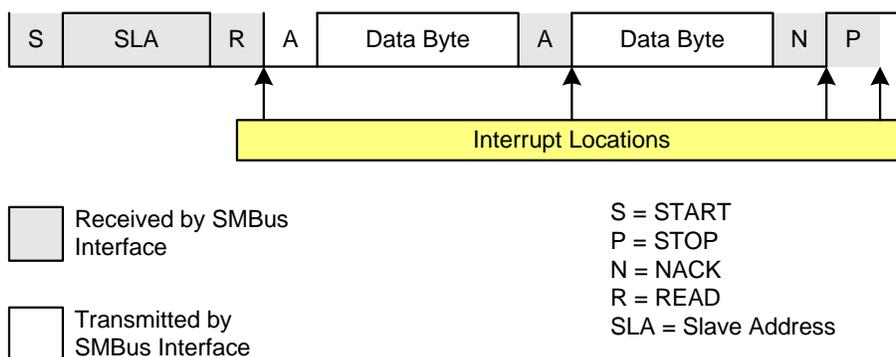 S SLA R A Data Byte A Data Byte N P
Interrupt Locations
Received by SMBus
Interface
Transmitted by
SMBus Interface
S = START
P = STOP
N = NACK
R = READ
SLA = Slave Address